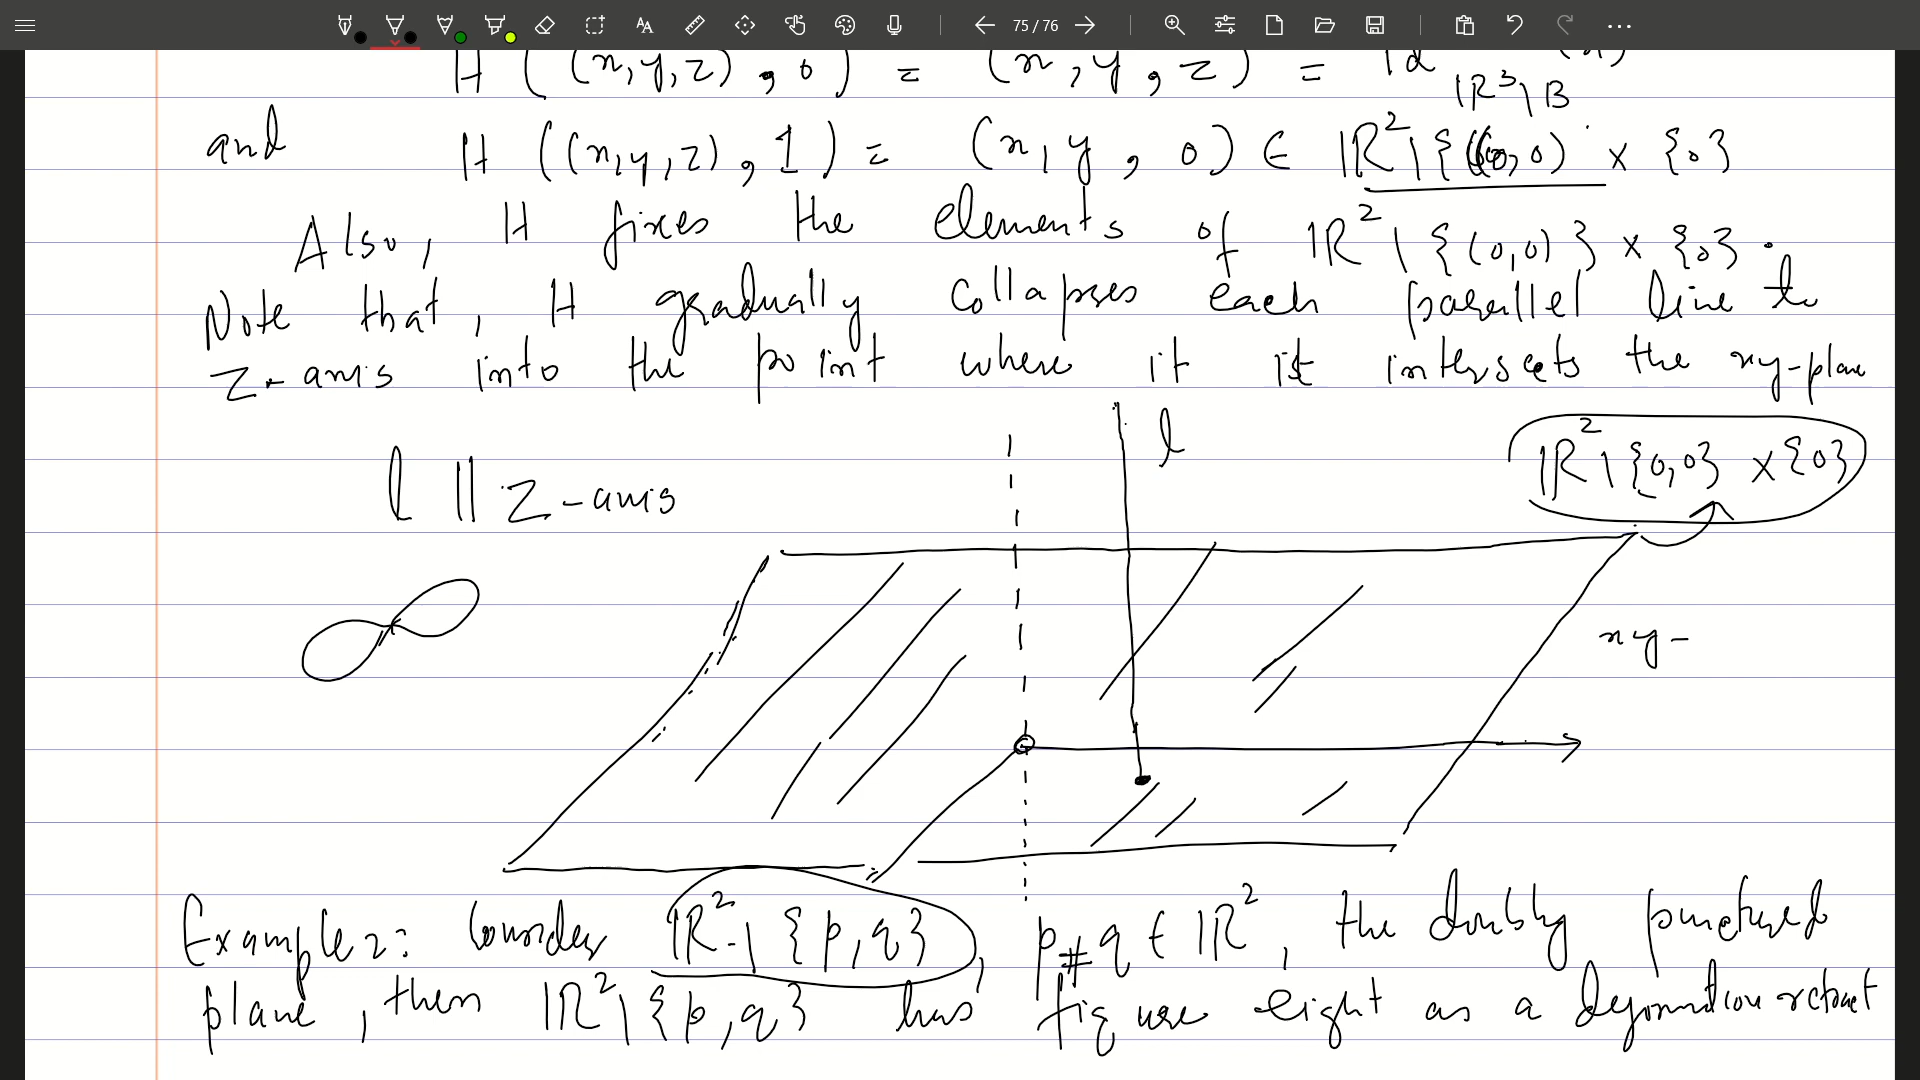 75 / 76
H ((x,y,z), 0) = (x, y, z) = Id ℝ³\B (x)
and H ((x,y,z), 1) = (x, y, 0) ∈ ℝ² \ {(0,0) × {0}
Also, H fixes the elements of ℝ² \ {(0,0)} × {0}.
Note that, H gradually collapses each parallel line to
z-axis into the point where it is intersects the xy-plane
l
ℝ² \ {0,0} × {0}
l || z-axis
xy-
Example 2: Consider ℝ² \ {p,q}, p ≠ q ∈ ℝ², the doubly punctured
plane, then ℝ² \ {p,q} has figure eight as a deformation retract